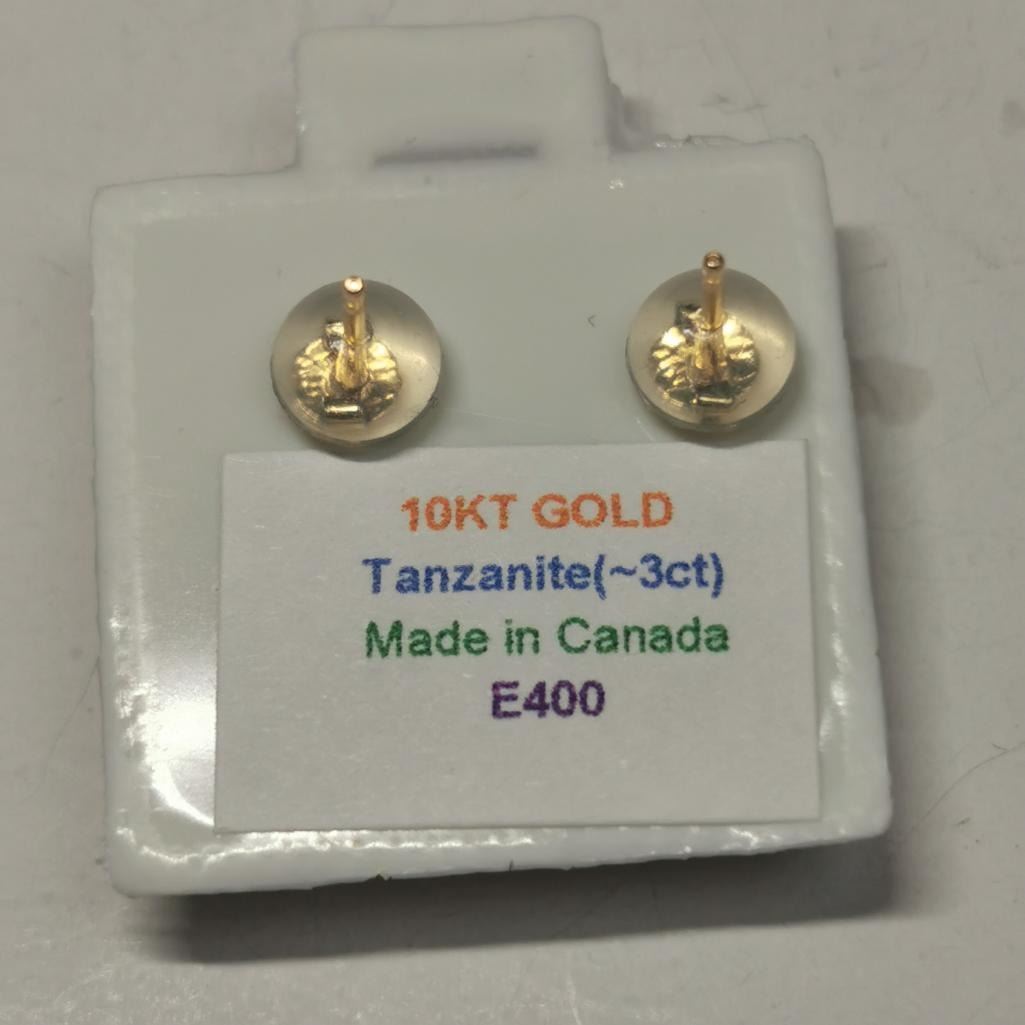 10KT GOLD
Tanzanite(~3ct)
Made in Canada
E400